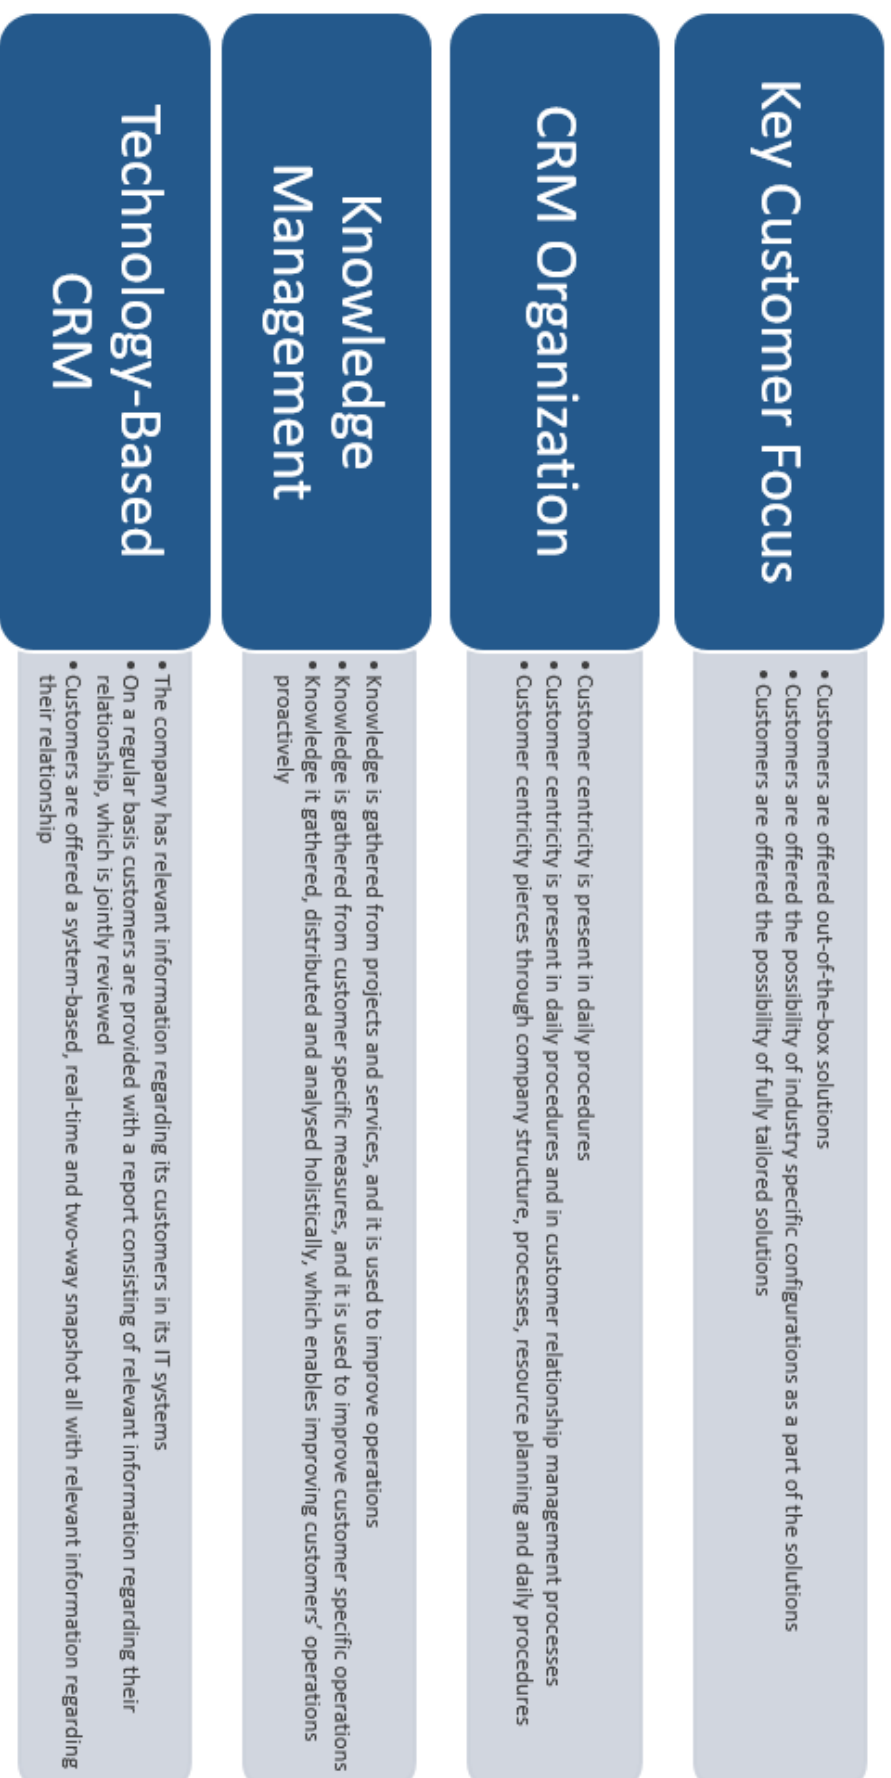 Key Customer Focus
• Customers are offered out-of-the-box solutions
• Customers are offered the possibility of industry specific configurations as a part of the solutions
• Customers are offered the possibility of fully tailored solutions
CRM Organization
• Customer centricity is present in daily procedures
• Customer centricity is present in daily procedures and in customer relationship management processes
• Customer centricity pierces through company structure, processes, resource planning and daily procedures
Knowledge
Management
• Knowledge is gathered from projects and services, and it is used to improve operations
• Knowledge is gathered from customer specific measures, and it is used to improve customer specific operations
• Knowledge it gathered, distributed and analysed holistically, which enables improving customers’ operations
proactively
Technology-Based
CRM
• The company has relevant information regarding its customers in its IT systems
• On a regular basis customers are provided with a report consisting of relevant information regarding their
relationship, which is jointly reviewed
• Customers are offered a system-based, real-time and two-way snapshot all with relevant information regarding
their relationship